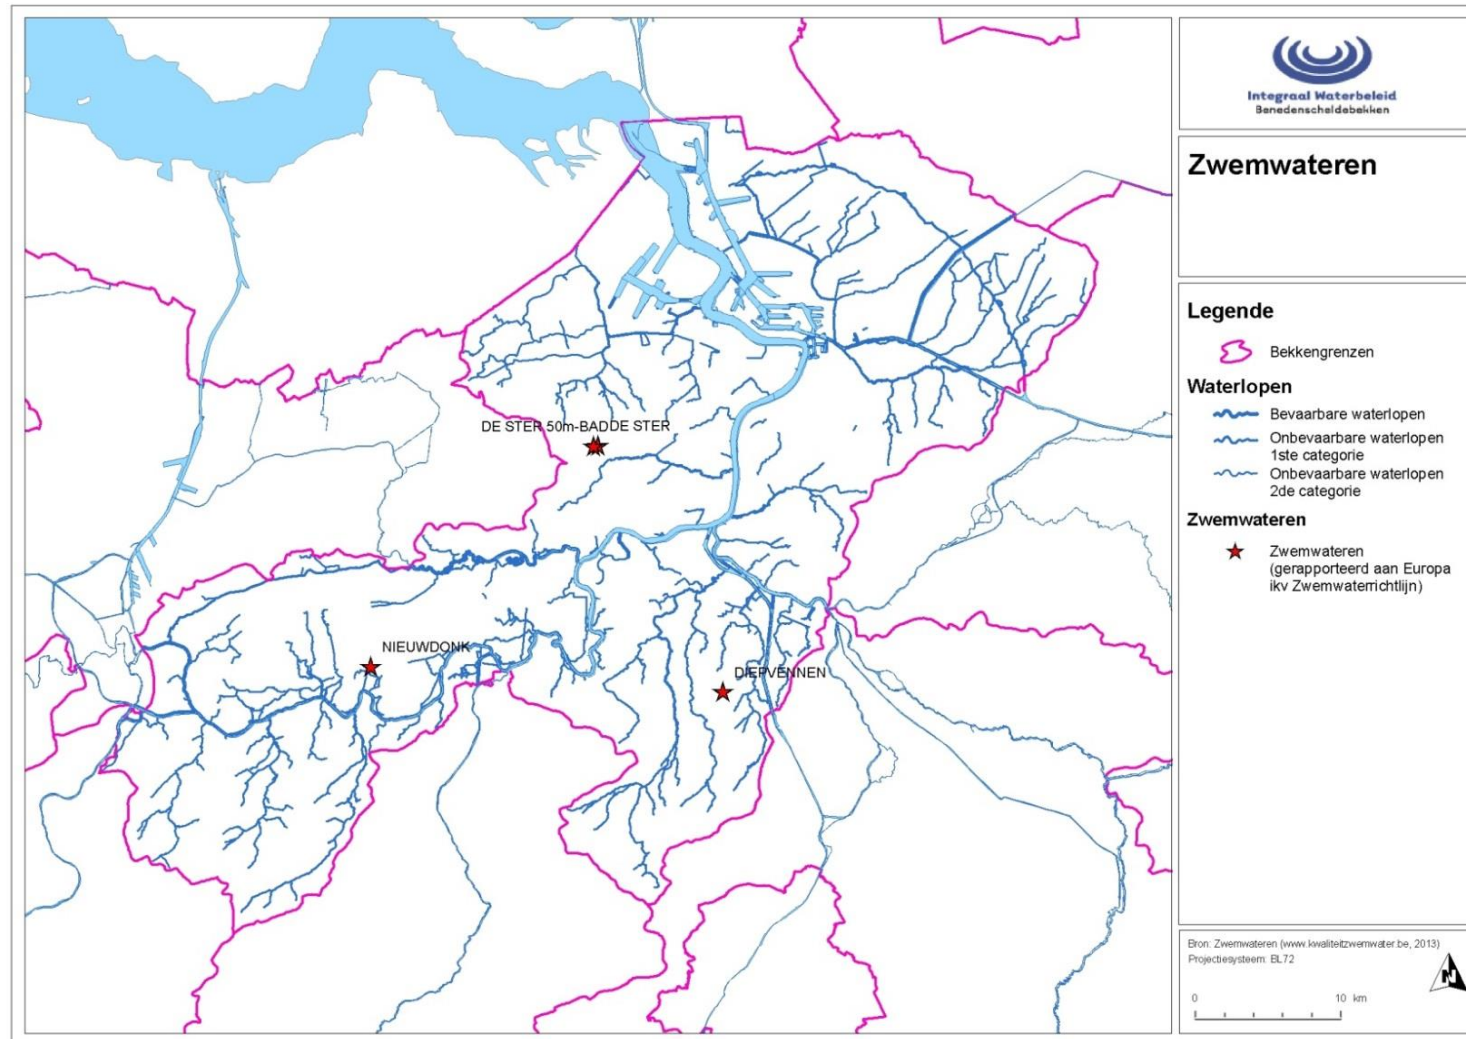 Integraal Waterbeleid
Benedenscheldebekken
Zwemwateren
Legende
Bekkengrenzen
Waterlopen
Bevaarbare waterlopen
Onbevaarbare waterlopen
1ste categorie
Onbevaarbare waterlopen
2de categorie
Zwemwateren
Zwemwateren
(gerapporteerd aan Europa
ikv Zwemwaterrichtlijn)
DE STER 50m-BADDE STER
NIEUWDONK
DIEPVENNEN
Bron: Zwemwateren (www.kwaliteitzwemwater.be, 2013)
Projectiesysteem: BL72
N
0 10 km